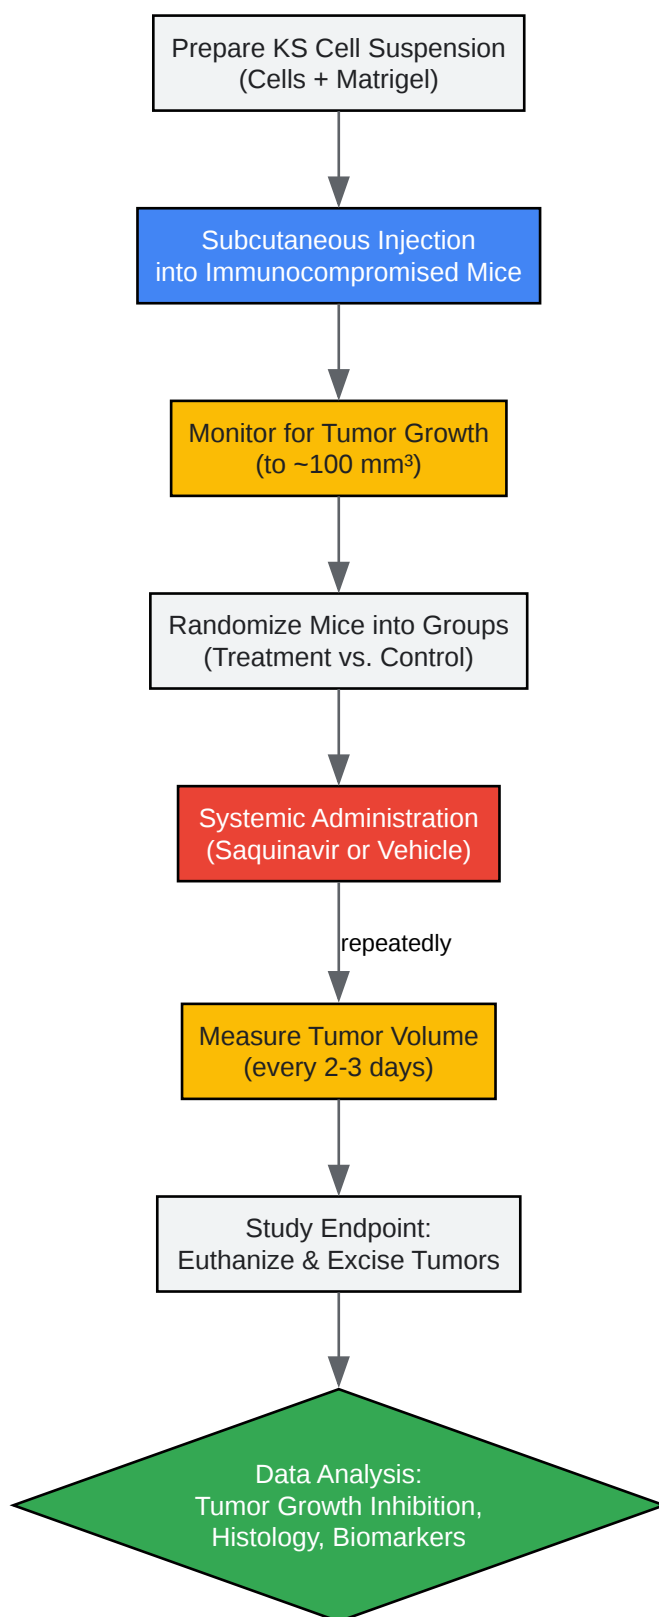 Prepare KS Cell Suspension
(Cells + Matrigel)
Subcutaneous Injection
into Immunocompromised Mice
Monitor for Tumor Growth
(to ~100 mm³)
Randomize Mice into Groups
(Treatment vs. Control)
Systemic Administration
(Saquinavir or Vehicle)
repeatedly
Measure Tumor Volume
(every 2-3 days)
Study Endpoint:
Euthanize & Excise Tumors
Data Analysis:
Tumor Growth Inhibition,
Histology, Biomarkers